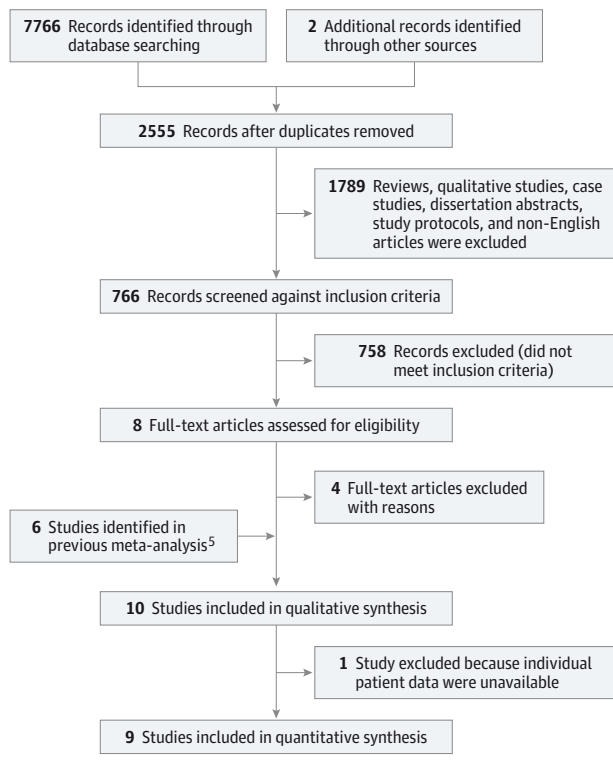 7766 Records identified through
database searching
2 Additional records identified
through other sources
2555 Records after duplicates removed
1789 Reviews, qualitative studies, case
studies, dissertation abstracts,
study protocols, and non-English
articles were excluded
766 Records screened against inclusion criteria
758 Records excluded (did not
meet inclusion criteria)
8 Full-text articles assessed for eligibility
4 Full-text articles excluded
with reasons
6 Studies identified in
previous meta-analysis5
10 Studies included in qualitative synthesis
1 Study excluded because individual
patient data were unavailable
9 Studies included in quantitative synthesis